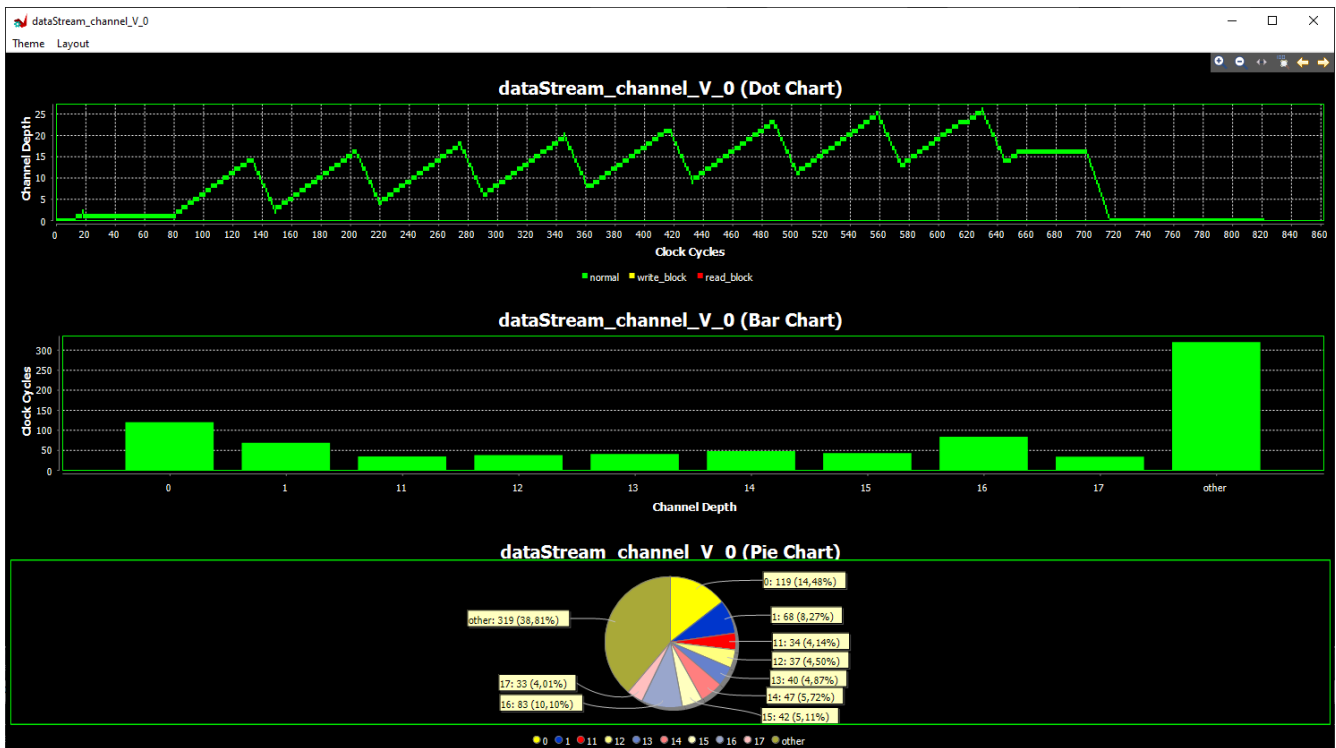 dataStream_channel_V_0
Theme Layout
dataStream_channel_V_0 (Dot Chart)
Channel Depth
25
20
15
10
5
0
0 20 40 60 80 100 120 140 160 180 200 220 240 260 280 300 320 340 360 380 400 420 440 460 480 500 520 540 560 580 600 620 640 660 680 700 720 740 760 780 800 820 840 860
Clock Cycles
normal write_block read_block
dataStream_channel_V_0 (Bar Chart)
Clock Cycles
300
250
200
150
100
50
0
0 1 11 12 13 14 15 16 17 other
Channel Depth
dataStream_channel_V_0 (Pie Chart)
0: 119 (14,48%)
other: 319 (38,81%)
1: 68 (8,27%)
11: 34 (4,14%)
12: 37 (4,50%)
13: 40 (4,87%)
17: 33 (4,01%)
14: 47 (5,72%)
16: 83 (10,10%)
15: 42 (5,11%)
0 1 11 12 13 14 15 16 17 other